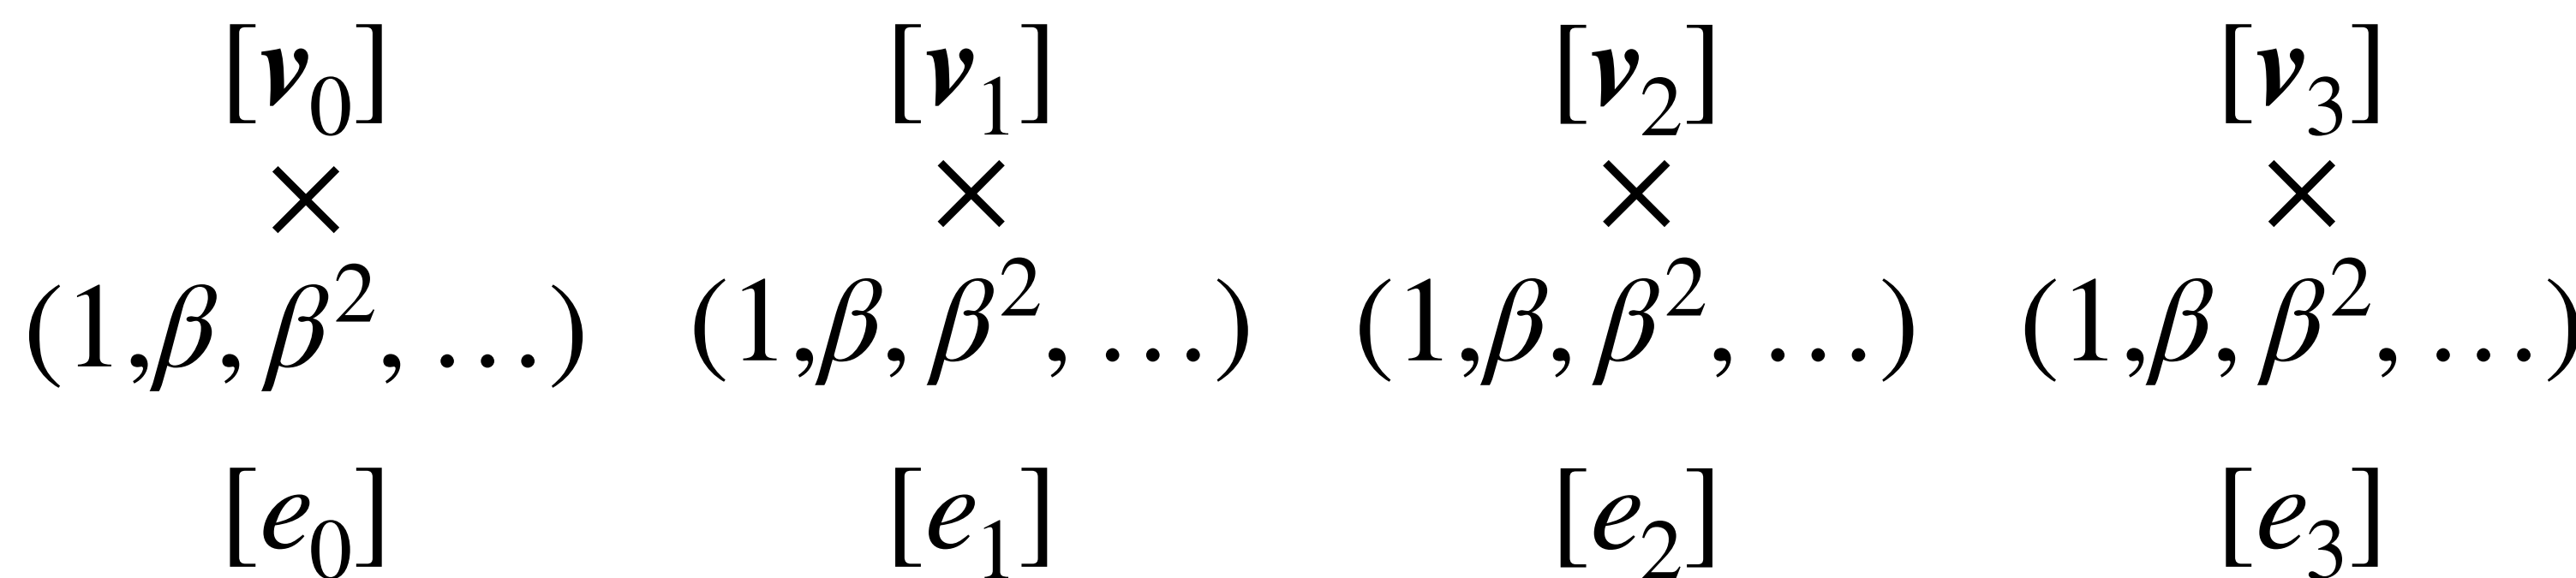 [v₀] [v₁] [v₂] [v₃]
× × × ×
(1,β, β², …) (1,β, β², …) (1,β, β², …) (1,β, β², …)
[e₀] [e₁] [e₂] [e₃]